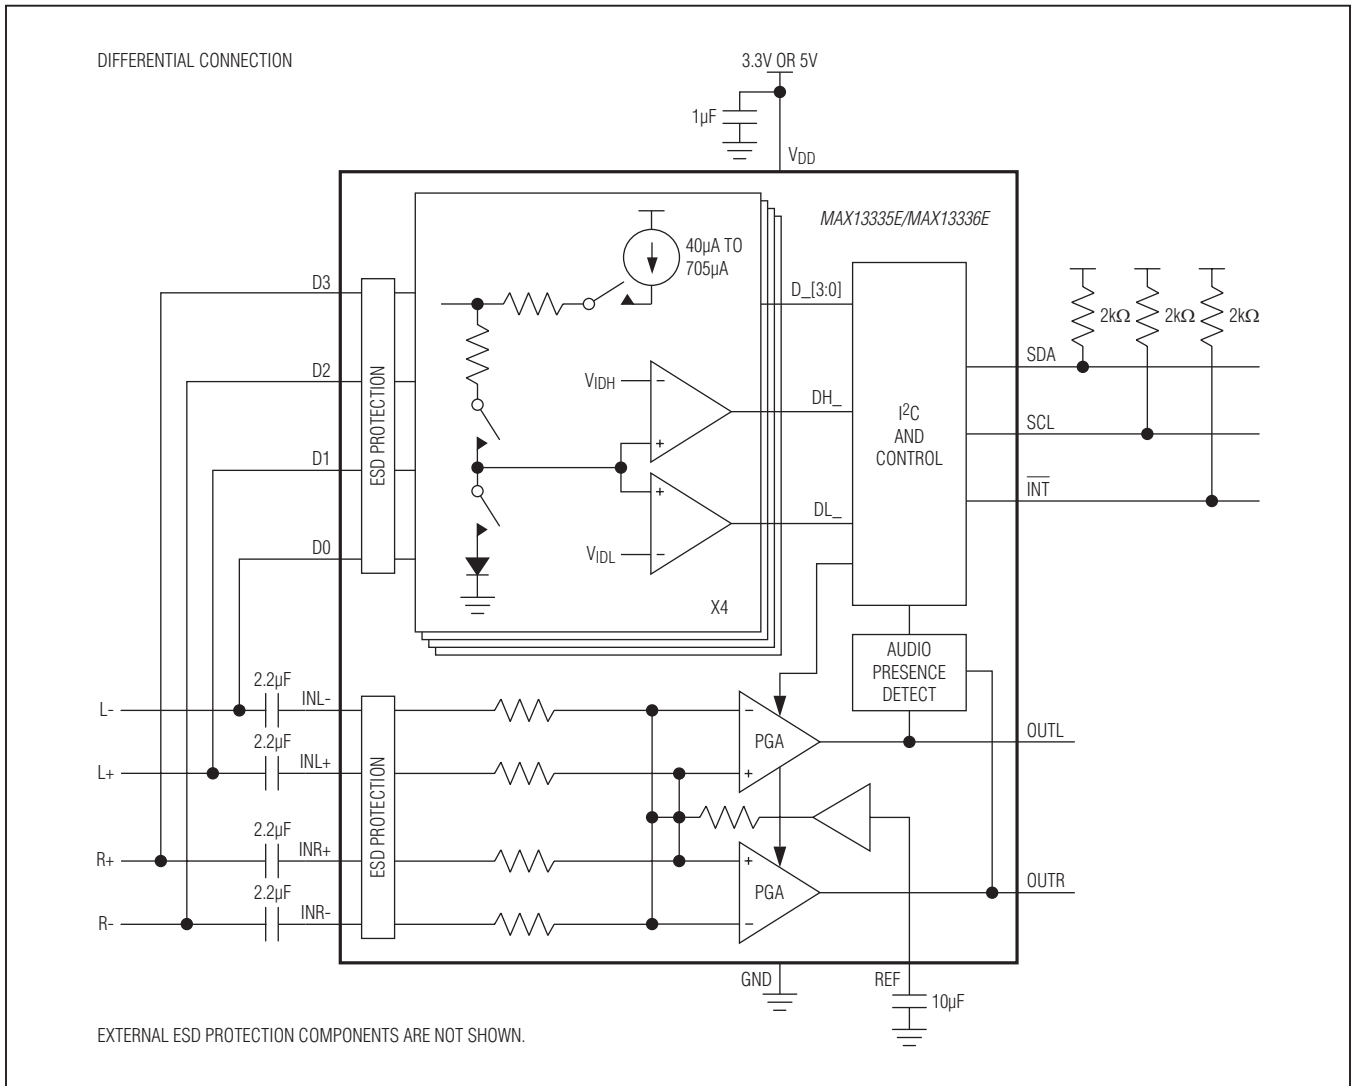 DIFFERENTIAL CONNECTION
3.3V OR 5V
1µF
VDD
MAX13335E/MAX13336E
40µA TO
705µA
D3
D_[3:0]
2kΩ
2kΩ
2kΩ
SDA
D2
VIDH
−
DH_
ESD PROTECTION
I²C
AND
CONTROL
SCL
+
D1
+
INT
DL_
D0
VIDL
−
X4
AUDIO
PRESENCE
DETECT
2.2µF
INL-
L-
−
PGA
OUTL
2.2µF
INL+
L+
+
ESD PROTECTION
2.2µF
INR+
R+
+
PGA
OUTR
2.2µF
INR-
R-
−
GND
REF
10µF
EXTERNAL ESD PROTECTION COMPONENTS ARE NOT SHOWN.